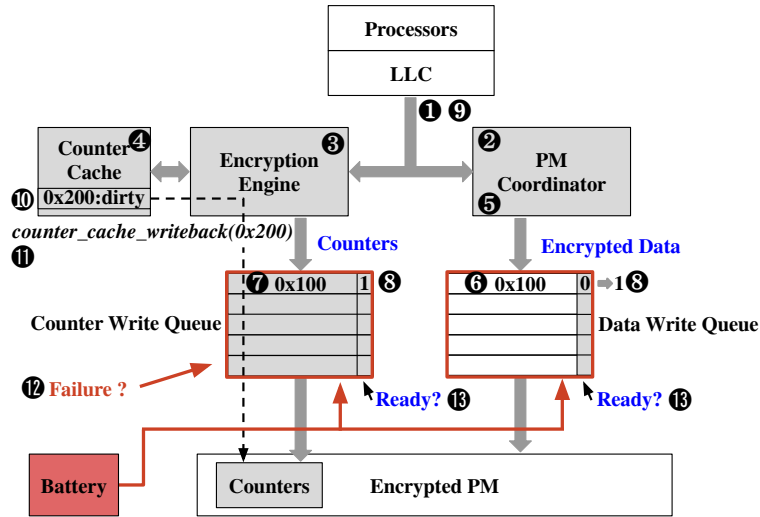 Processors
LLC
❶ ❾
Counter
Cache
❹
Encryption
Engine
❸
❷
PM
Coordinator
❺
❿ 0x200:dirty
counter_cache_writeback(0x200)
⓫
Counters
Encrypted Data
❼ 0x100 1 ❽
❻ 0x100 0 1 ❽
Counter Write Queue
Data Write Queue
⓬ Failure ?
Ready? ⓭
Ready? ⓭
Battery
Counters
Encrypted PM